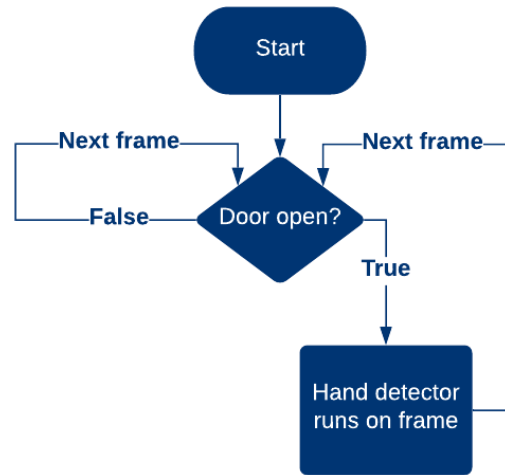 Start
Next frame
Next frame
Door open?
False
True
Hand detector
runs on frame